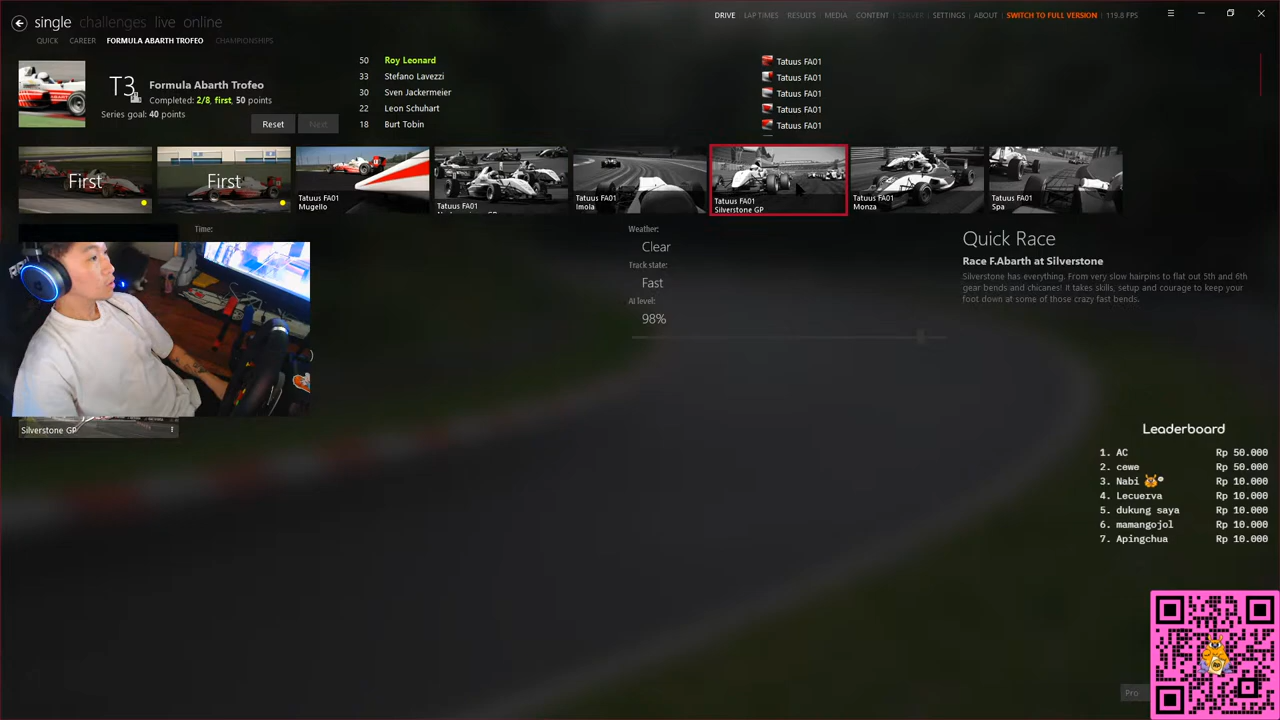 single challenges live online
DRIVE LAP TIMES RESULTS MEDIA CONTENT SERVER SETTINGS ABOUT SWITCH TO FULL VERSION 119.8 FPS
QUICK CAREER FORMULA ABARTH TROFEO CHAMPIONSHIPS
T3
Formula Abarth Trofeo
Completed: 2/8, first, 50 points
Series goal: 40 points
Reset Next
50 Roy Leonard
33 Stefano Lavezzi
30 Sven Jackermeier
22 Leon Schuhart
18 Burt Tobin
Tatuus FA01
Tatuus FA01
Tatuus FA01
Tatuus FA01
Tatuus FA01
First
First
Tatuus FA01
Mugello
Tatuus FA01
Tatuus FA01
Imola
Tatuus FA01
Silverstone GP
Tatuus FA01
Monza
Tatuus FA01
Spa
Time:
Weather:
Clear
Track state:
Fast
AI level:
98%
Quick Race
Race F.Abarth at Silverstone
Silverstone has everything. From very slow hairpins to flat out 5th and 6th
gear bends and chicanes! It takes skills, setup and courage to keep your
foot down at some of those crazy fast bends.
Silverstone GP
Leaderboard
1. AC Rp 50.000
2. cewe Rp 50.000
3. Nabi Rp 10.000
4. Lecuerva Rp 10.000
5. dukung saya Rp 10.000
6. mamangojol Rp 10.000
7. Apingchua Rp 10.000
Pro